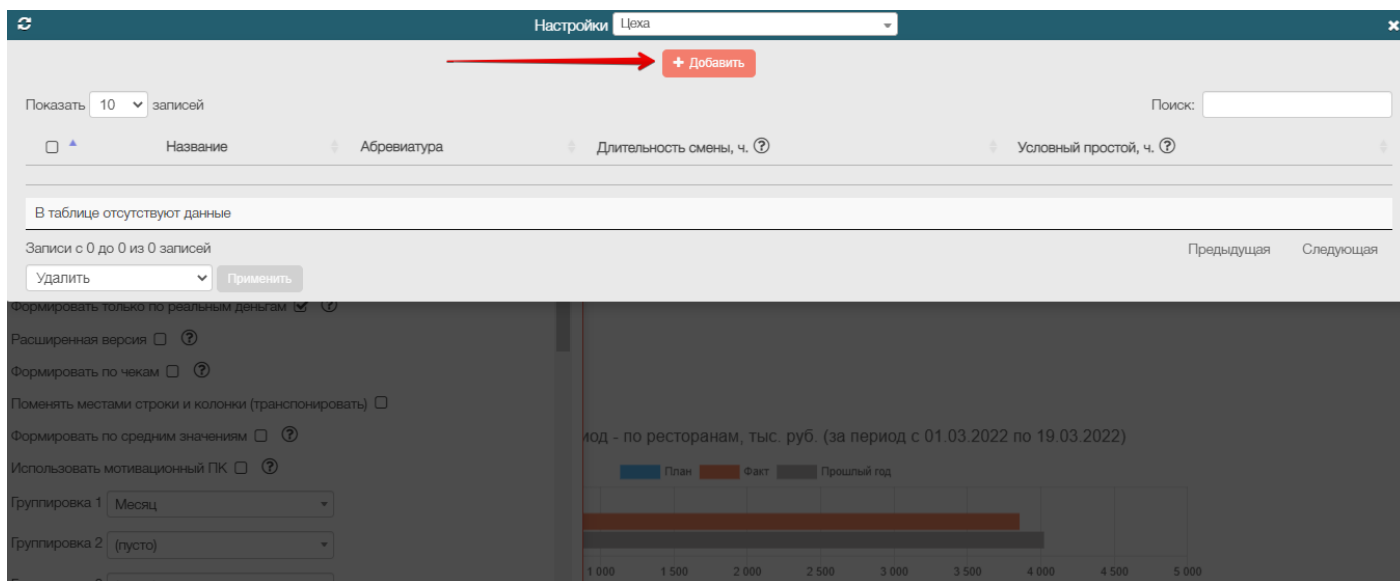 Настройки Цеха
+ Добавить
Показать 10 записей Поиск:
Название Абревиатура Длительность смены, ч. Условный простой, ч.
В таблице отсутствуют данные
Записи с 0 до 0 из 0 записей Предыдущая Следующая
Удалить Применить
Формировать только по реальным деньгам
Расширенная версия
Формировать по чекам
Поменять местами строки и колонки (транспонировать)
Формировать по средним значениям
иод - по ресторанам, тыс. руб. (за период с 01.03.2022 по 19.03.2022)
Использовать мотивационный ПК
План Факт Прошлый год
Группировка 1 Месяц
Группировка 2 (пусто)
1 000 1 500 2 000 2 500 3 000 3 500 4 000 4 500 5 000